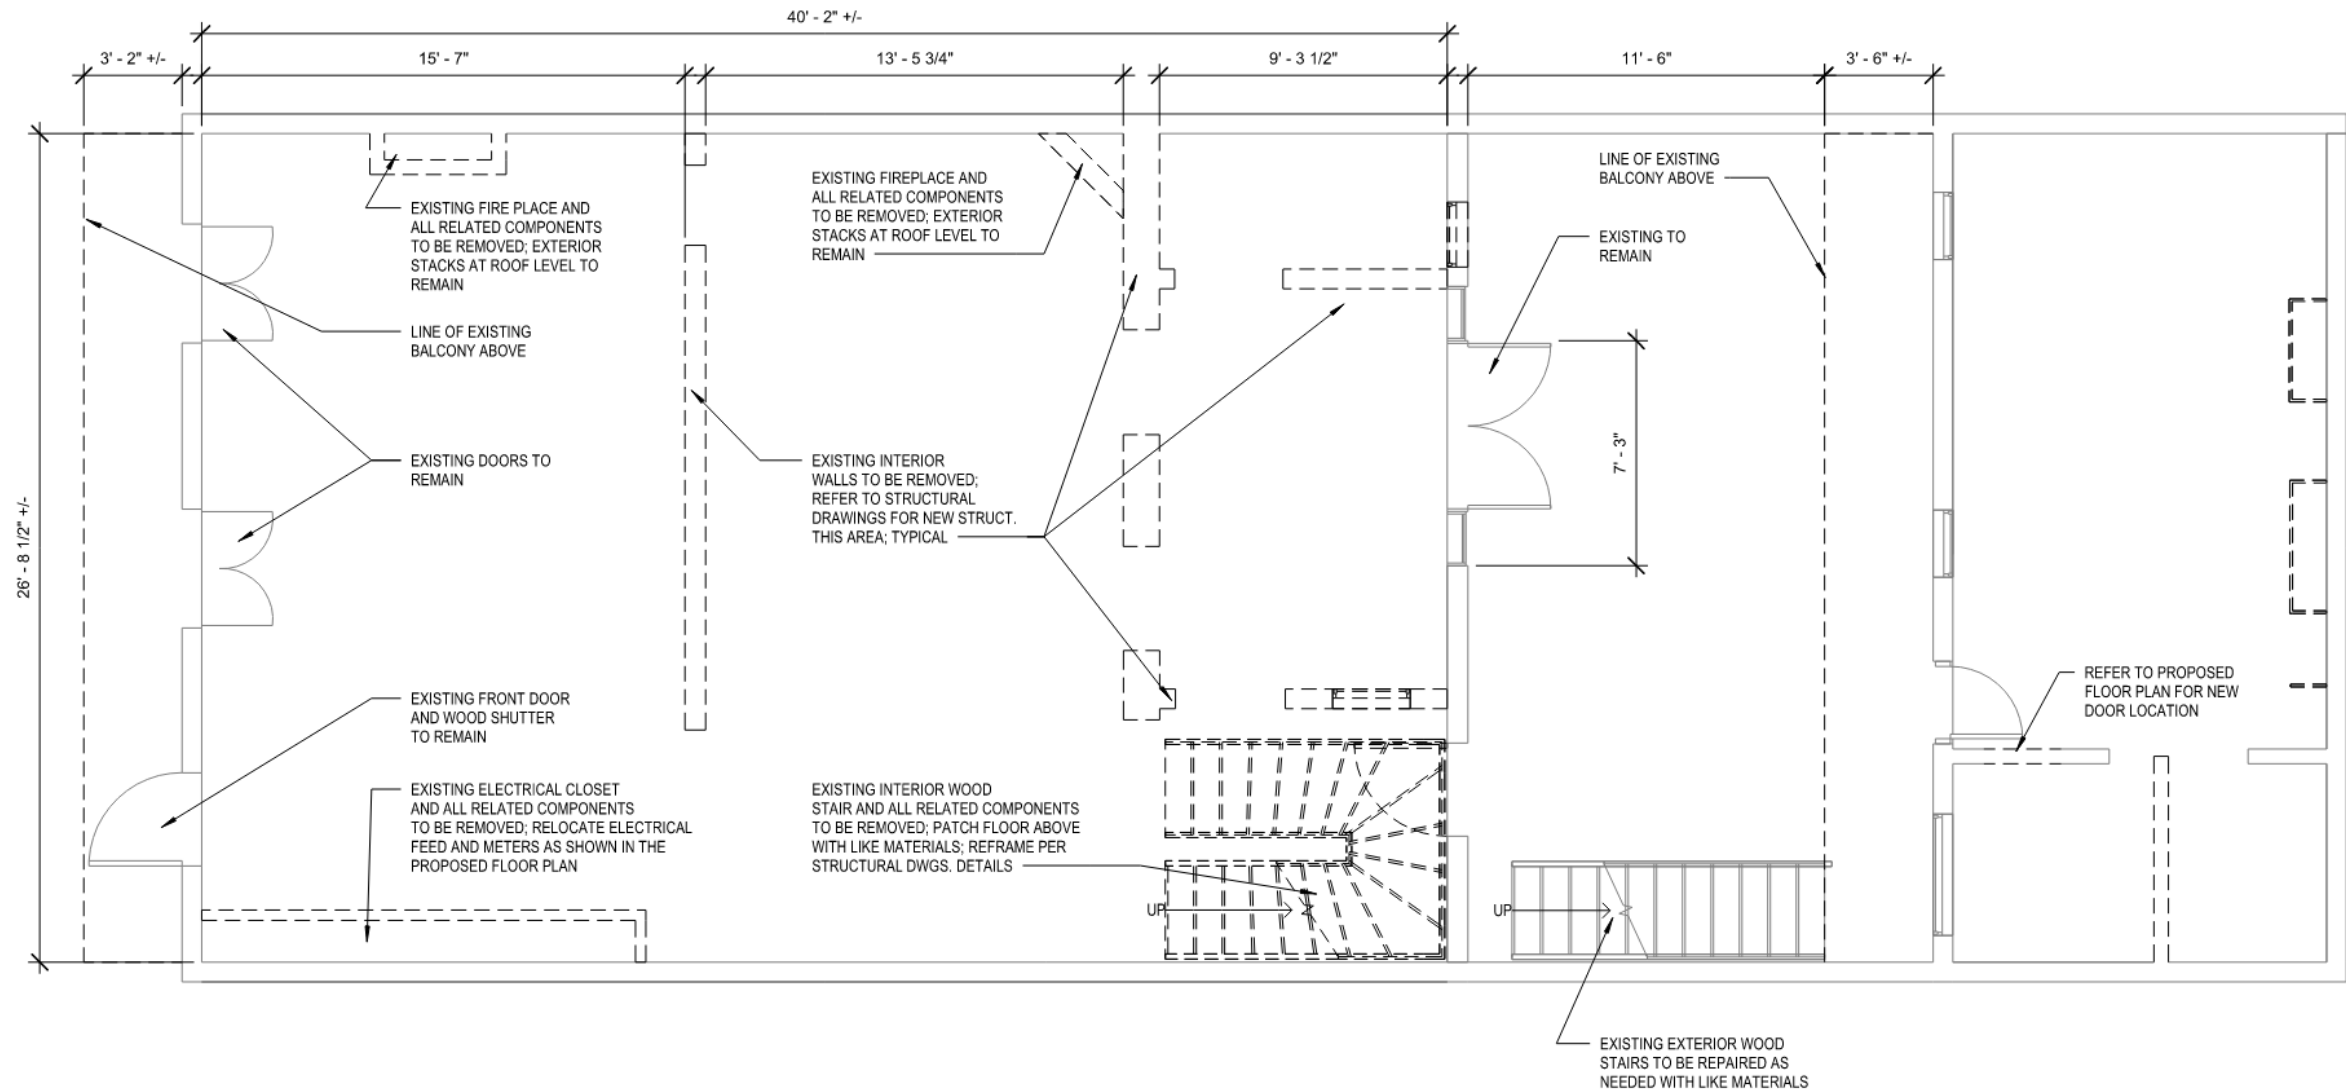 40' - 2" +/-
3' - 2" +/-
15' - 7"
13' - 5 3/4"
9' - 3 1/2"
11' - 6"
3' - 6" +/-
26' - 8 1/2" +/-
EXISTING FIRE PLACE AND
ALL RELATED COMPONENTS
TO BE REMOVED; EXTERIOR
STACKS AT ROOF LEVEL TO
REMAIN
LINE OF EXISTING
BALCONY ABOVE
EXISTING DOORS TO
REMAIN
EXISTING FRONT DOOR
AND WOOD SHUTTER
TO REMAIN
EXISTING ELECTRICAL CLOSET
AND ALL RELATED COMPONENTS
TO BE REMOVED; RELOCATE ELECTRICAL
FEED AND METERS AS SHOWN IN THE
PROPOSED FLOOR PLAN
EXISTING FIREPLACE AND
ALL RELATED COMPONENTS
TO BE REMOVED; EXTERIOR
STACKS AT ROOF LEVEL TO
REMAIN
EXISTING INTERIOR
WALLS TO BE REMOVED;
REFER TO STRUCTURAL
DRAWINGS FOR NEW STRUCT.
THIS AREA; TYPICAL
EXISTING INTERIOR WOOD
STAIR AND ALL RELATED COMPONENTS
TO BE REMOVED; PATCH FLOOR ABOVE
WITH LIKE MATERIALS; REFRAME PER
STRUCTURAL DWGS. DETAILS
UP
LINE OF EXISTING
BALCONY ABOVE
EXISTING TO
REMAIN
7' - 3"
UP
EXISTING EXTERIOR WOOD
STAIRS TO BE REPAIRED AS
NEEDED WITH LIKE MATERIALS
REFER TO PROPOSED
FLOOR PLAN FOR NEW
DOOR LOCATION